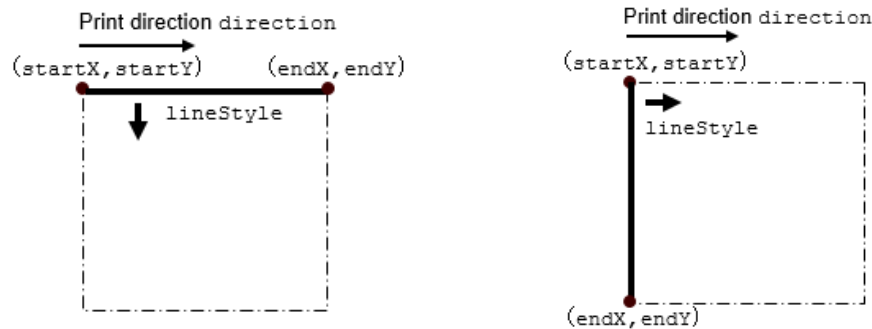 Print direction direction
(startX,startY)
(endX,endY)
lineStyle
Print direction direction
(startX,startY)
lineStyle
(endX,endY)